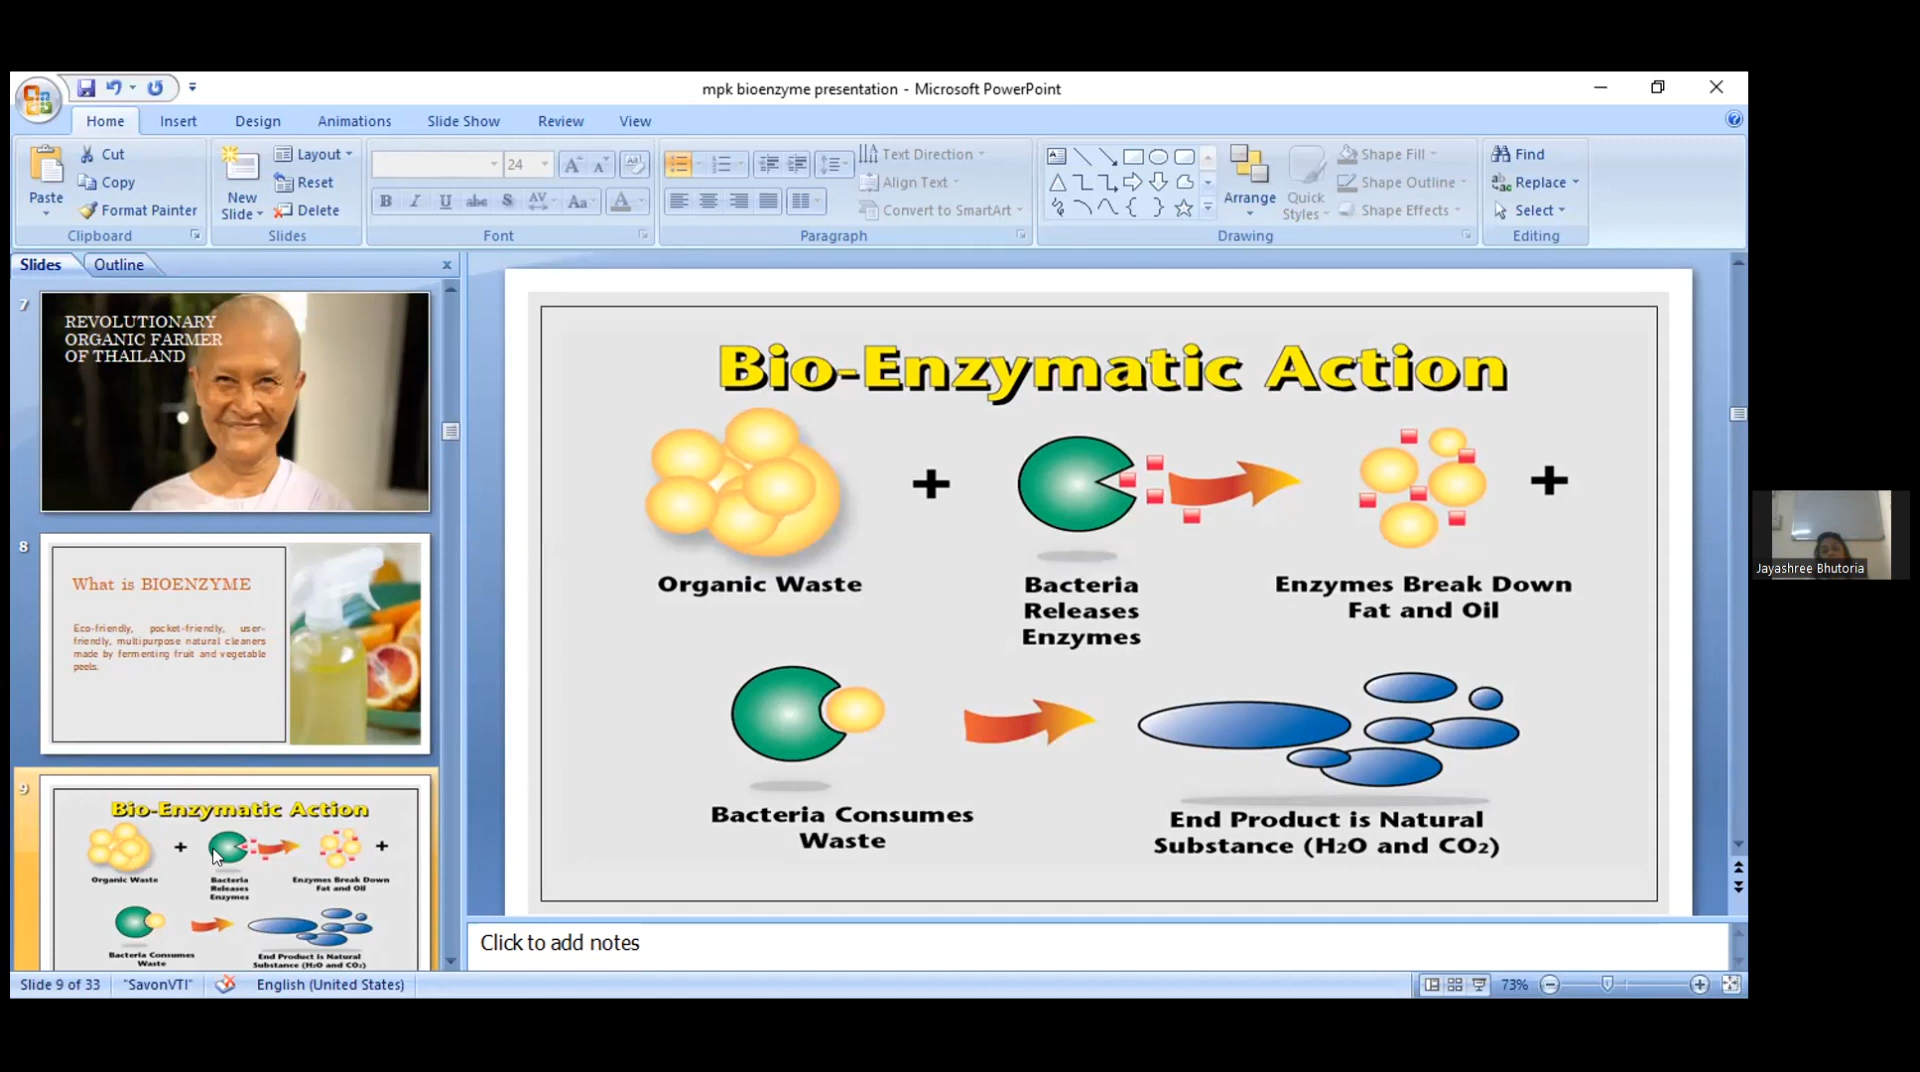 mpk bioenzyme presentation - Microsoft PowerPoint
Home
Insert
Design
Animations
Slide Show
Review
View
Paste
Cut
Copy
Format Painter
Clipboard
New
Slide
Layout
Reset
Delete
Slides
24
B I U abc S AV Aa A
Font
Text Direction
Align Text
Convert to SmartArt
Paragraph
Arrange
Quick
Styles
Shape Fill
Shape Outline
Shape Effects
Drawing
Find
Replace
Select
Editing
Slides
Outline
7
REVOLUTIONARY
ORGANIC FARMER
OF THAILAND
8
What is BIOENZYME
Eco-friendly, pocket-friendly, user-
friendly, multipurpose natural cleaners
made by fermenting fruit and vegetable
peels.
9
Bio-Enzymatic Action
+
+
Organic Waste
Bacteria
Releases
Enzymes
Enzymes Break Down
Fat and Oil
Bacteria Consumes
Waste
End Product is Natural
Substance (H2O and CO2)
Bio-Enzymatic Action
+
+
Organic Waste
Bacteria
Releases
Enzymes
Enzymes Break Down
Fat and Oil
Bacteria Consumes
Waste
End Product is Natural
Substance (H2O and CO2)
Click to add notes
Slide 9 of 33
"SavonVTI"
English (United States)
73%
Jayashree Bhutoria